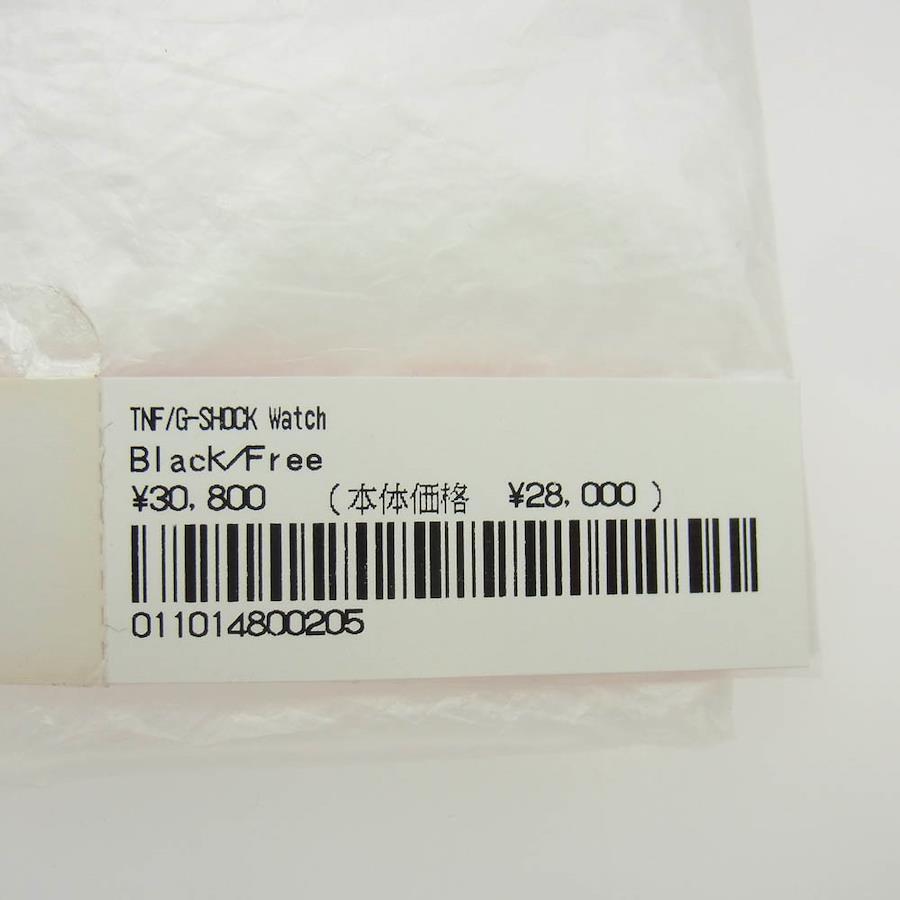 TNF/G-SHOCK Watch
Black/Free
¥30,800 (本体価格 ¥28,000)
011014800205